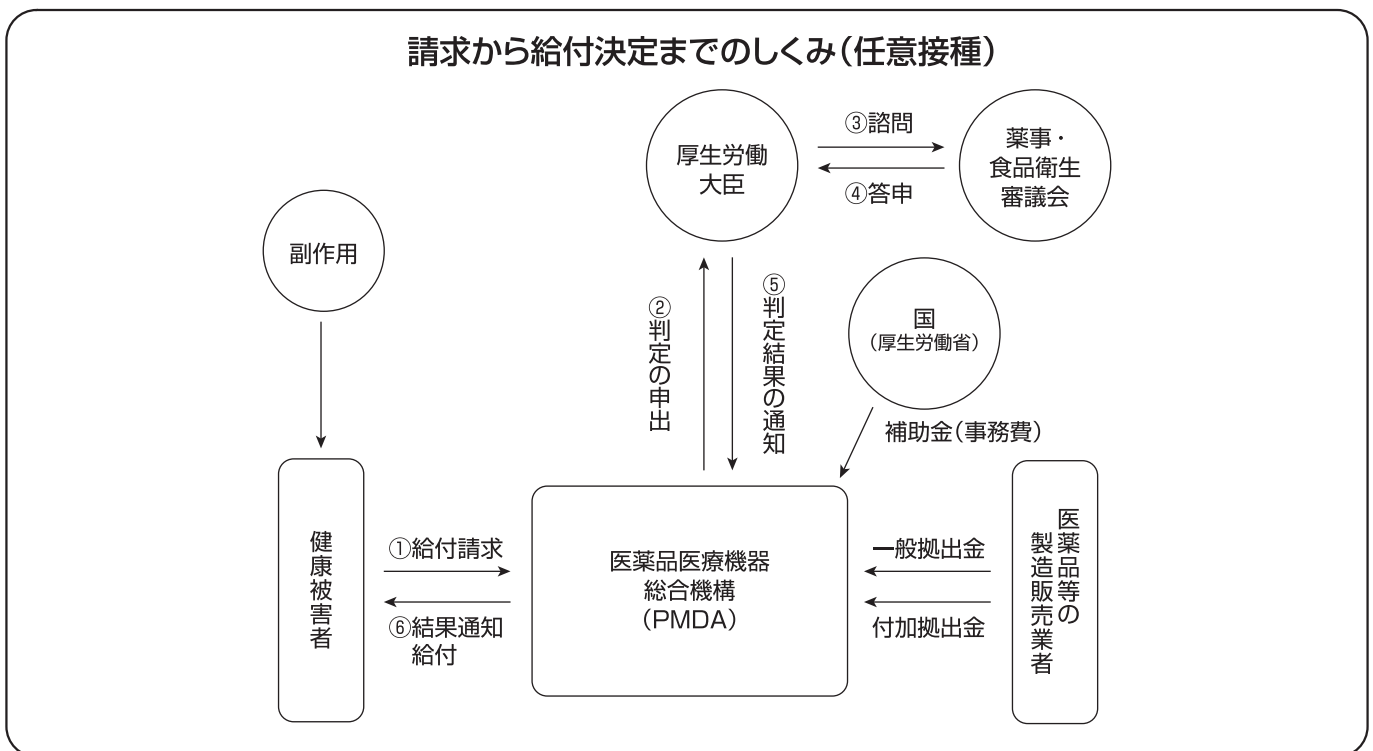 請求から給付決定までのしくみ（任意接種）
厚生労働
大臣
③諮問
④答申
薬事・
食品衛生
審議会
副作用
②判定の申出
⑤判定結果の通知
国
（厚生労働省）
補助金（事務費）
健康被害者
①給付請求
⑥結果通知
給付
医薬品医療機器
総合機構
（PMDA）
一般拠出金
付加拠出金
医薬品等の
製造販売業者